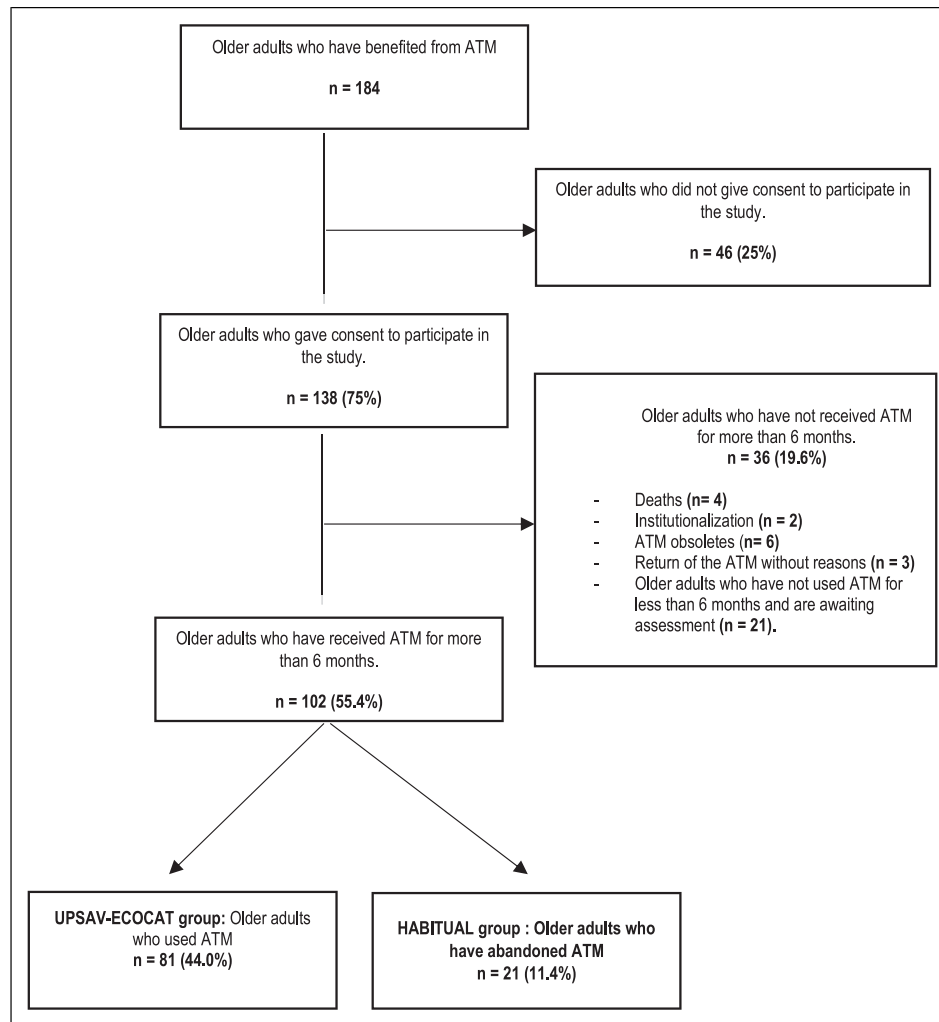 Older adults who have benefited from ATM
n = 184
Older adults who did not give consent to participate in
the study.
n = 46 (25%)
Older adults who gave consent to participate in
the study.
n = 138 (75%)
Older adults who have not received ATM
for more than 6 months.
n = 36 (19.6%)
- Deaths (n= 4)
- Institutionalization (n = 2)
- ATM obsoletes (n= 6)
- Return of the ATM without reasons (n = 3)
- Older adults who have not used ATM for
less than 6 months and are awaiting
assessment (n = 21).
Older adults who have received ATM for more
than 6 months.
n = 102 (55.4%)
UPSAV-ECOCAT group: Older adults
who used ATM
n = 81 (44.0%)
HABITUAL group : Older adults who
have abandoned ATM
n = 21 (11.4%)